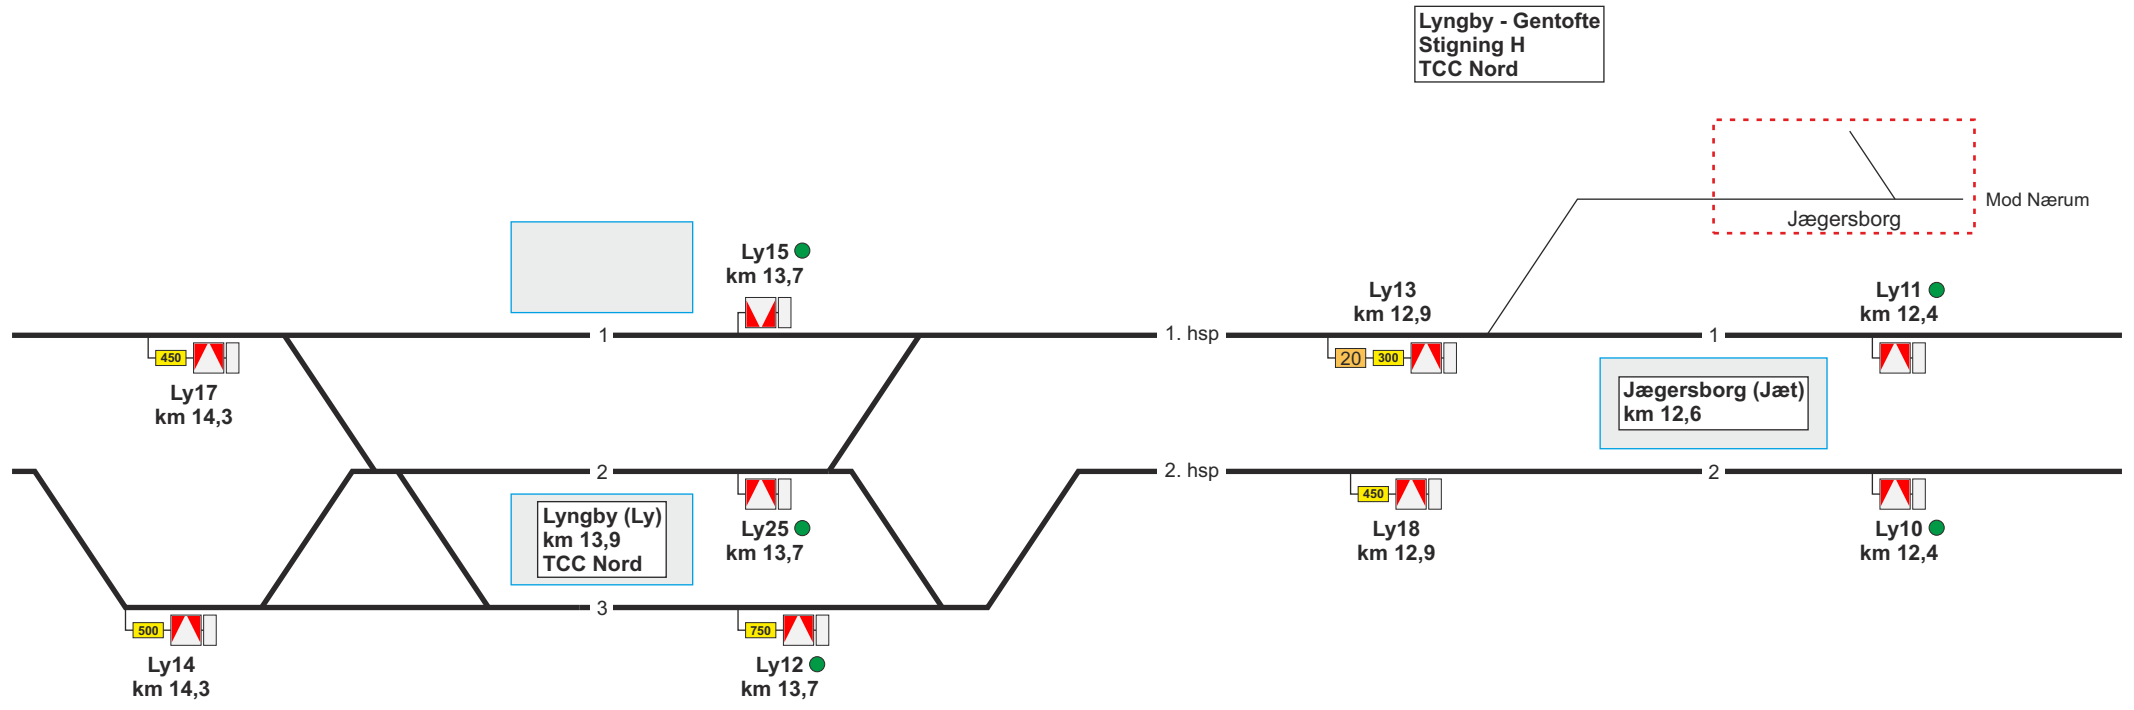 Lyngby - Gentofte
Stigning H
TCC Nord
Mod Nærum
Jægersborg
Ly15
km 13,7
Ly13
km 12,9
Ly11
km 12,4
1
1. hsp
1
450
Ly17
km 14,3
20
300
Jægersborg (Jæt)
km 12,6
2
2. hsp
2
Lyngby (Ly)
km 13,9
TCC Nord
Ly25
km 13,7
450
Ly18
km 12,9
Ly10
km 12,4
3
500
Ly14
km 14,3
750
Ly12
km 13,7